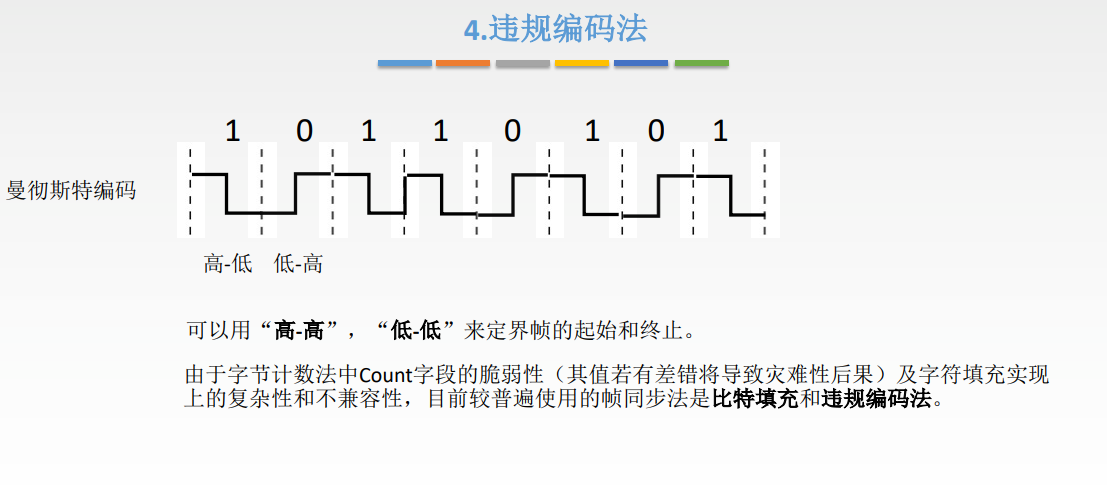 4.违规编码法
1 0 1 1 0 1 0 1
曼彻斯特编码
高-低 低-高
可以用“高-高”，“低-低”来定界帧的起始和终止。
由于字节计数法中Count字段的脆弱性（其值若有差错将导致灾难性后果）及字符填充实现
上的复杂性和不兼容性，目前较普遍使用的帧同步法是比特填充和违规编码法。